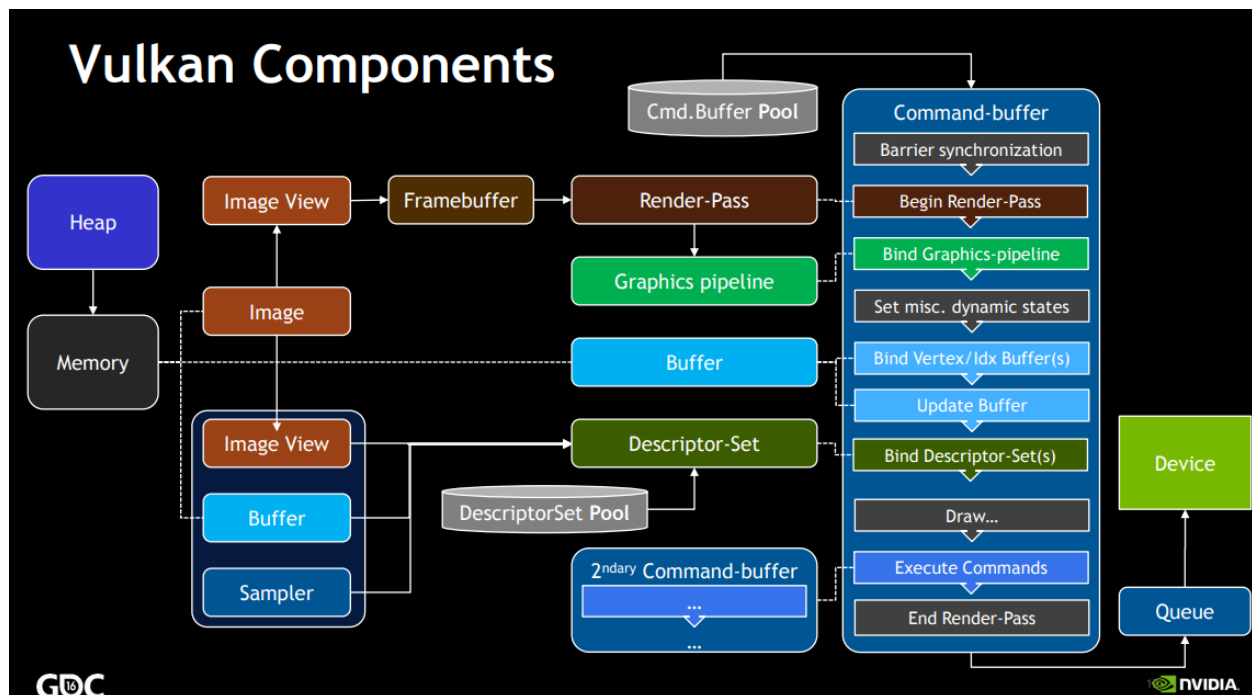 Vulkan Components
Cmd.Buffer Pool
Command-buffer
Barrier synchronization
Heap
Image View
Framebuffer
Render-Pass
Begin Render-Pass
Graphics pipeline
Bind Graphics-pipeline
Image
Set misc. dynamic states
Memory
Buffer
Bind Vertex/Idx Buffer(s)
Update Buffer
Image View
Descriptor-Set
Bind Descriptor-Set(s)
Device
Buffer
DescriptorSet Pool
Draw...
2ndary Command-buffer
Execute Commands
Sampler
...
Queue
End Render-Pass
...
GDC 16
NVIDIA.